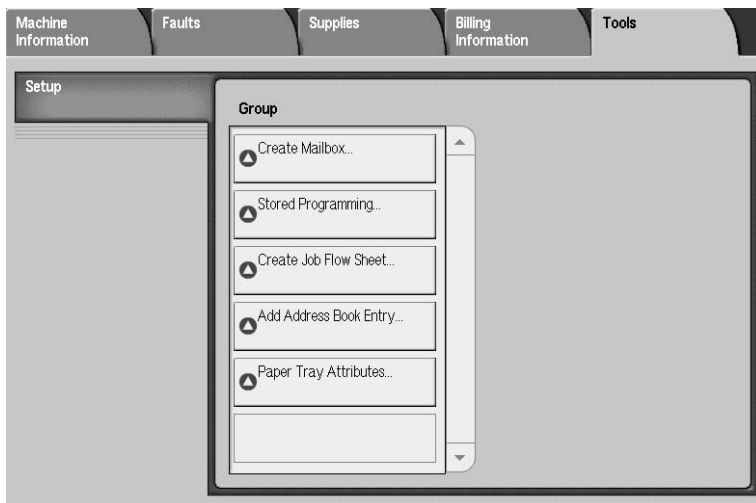 Machine
Information
Faults
Supplies
Billing
Information
Tools
Setup
Group
Create Mailbox...
Stored Programming...
Create Job Flow Sheet...
Add Address Book Entry...
Paper Tray Attributes...